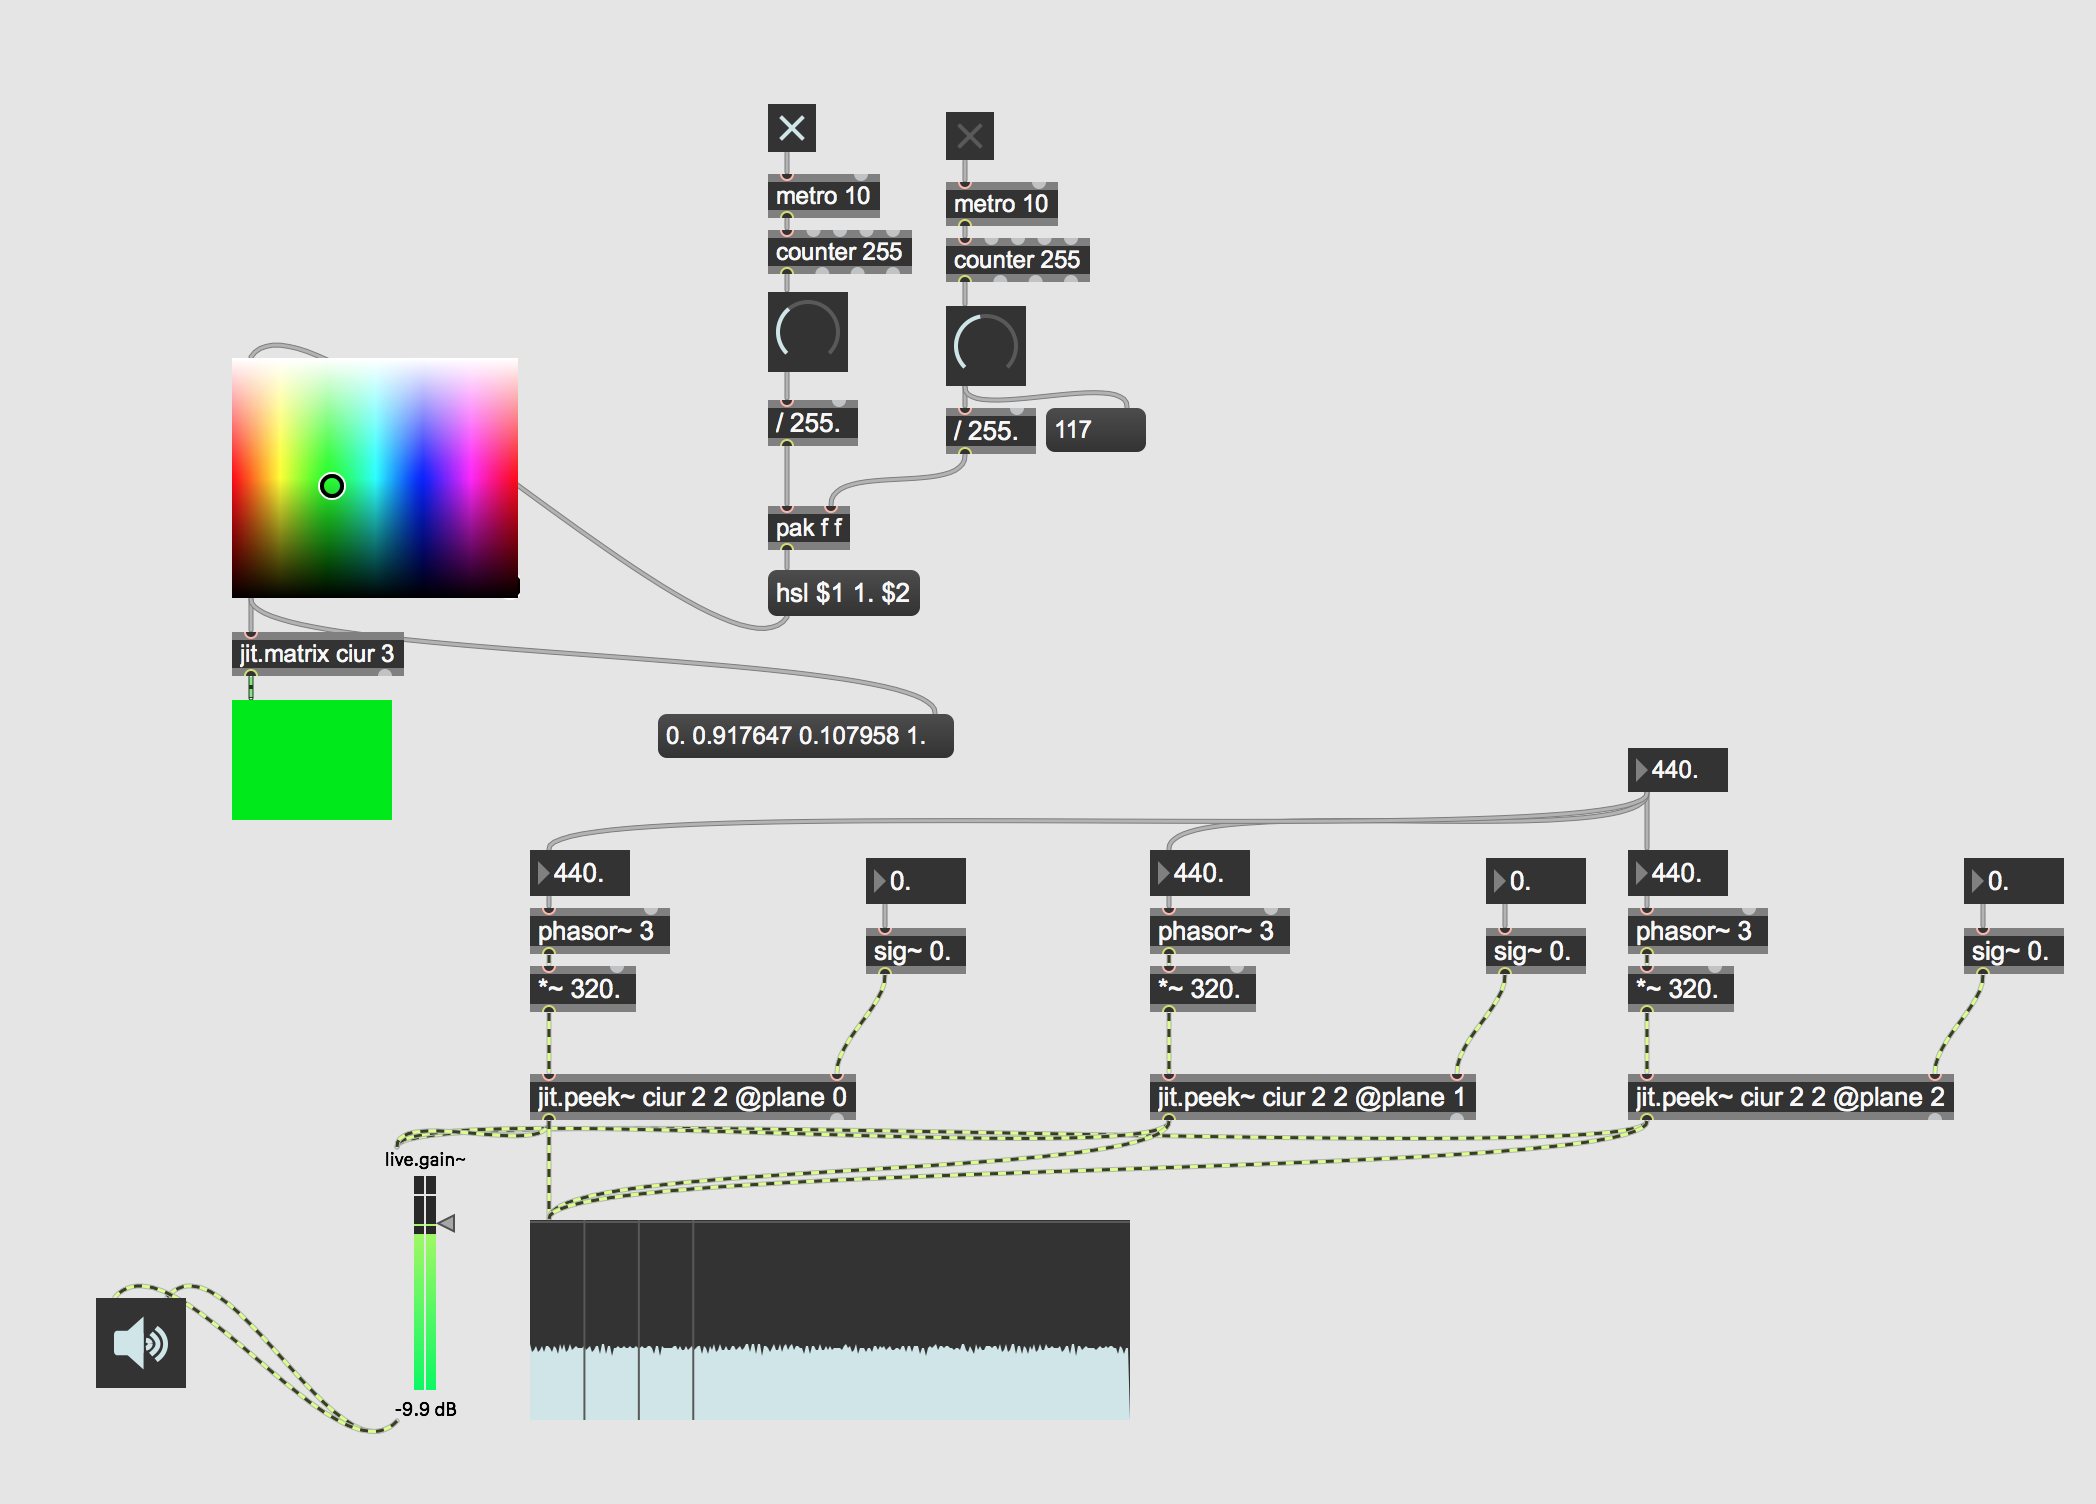 metro 10
metro 10
counter 255
counter 255
/ 255.
/ 255.
117
pak f f
hsl $1 1. $2
jit.matrix ciur 3
0. 0.917647 0.107958 1.
440.
440.
0.
440.
0.
440.
0.
phasor~ 3
sig~ 0.
phasor~ 3
sig~ 0.
phasor~ 3
sig~ 0.
*~ 320.
*~ 320.
*~ 320.
jit.peek~ ciur 2 2 @plane 0
jit.peek~ ciur 2 2 @plane 1
jit.peek~ ciur 2 2 @plane 2
live.gain~
-9.9 dB